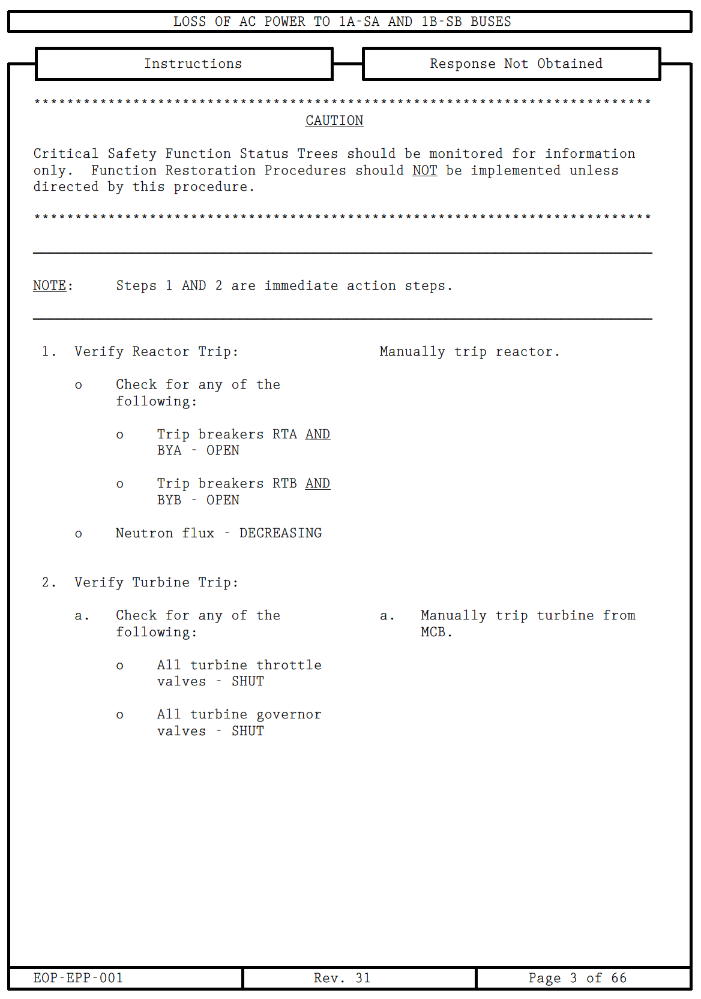 LOSS OF AC POWER TO 1A-SA AND 1B-SB BUSES
Instructions
Response Not Obtained
***************************************************************************
CAUTION
Critical Safety Function Status Trees should be monitored for information
only.  Function Restoration Procedures should NOT be implemented unless
directed by this procedure.
***************************************************************************
NOTE:     Steps 1 AND 2 are immediate action steps.
1.  Verify Reactor Trip:     Manually trip reactor.
o    Check for any of the
following:
o    Trip breakers RTA AND
BYA - OPEN
o    Trip breakers RTB AND
BYB - OPEN
o    Neutron flux - DECREASING
2.  Verify Turbine Trip:
a.   Check for any of the     a.   Manually trip turbine from
following:     MCB.
o    All turbine throttle
valves - SHUT
o    All turbine governor
valves - SHUT
EOP-EPP-001     Rev. 31     Page 3 of 66